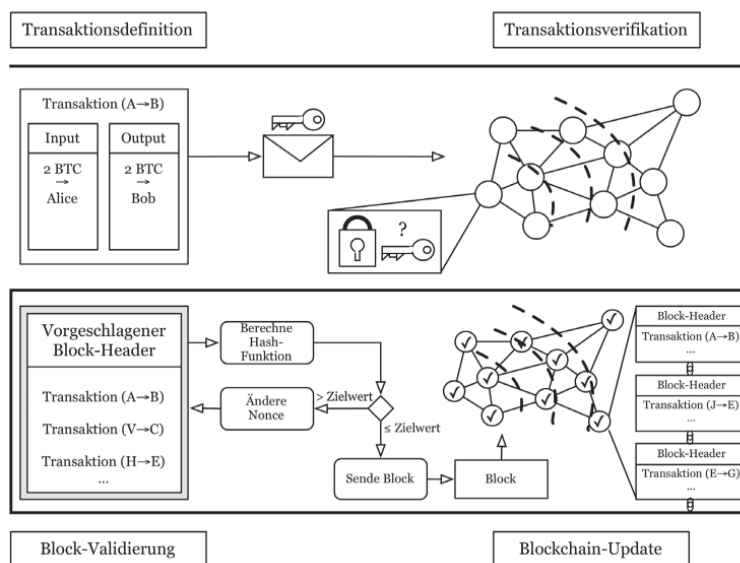 Transaktionsdefinition
Transaktionsverifikation
Transaktion (A→B)
Input
Output
2 BTC
→
Alice
2 BTC
→
Bob
?
Vorgeschlagener
Block-Header
Transaktion (A→B)
Transaktion (V→C)
Transaktion (H→E)
...
Berechne
Hash-
Funktion
> Zielwert
Ändere
Nonce
≤ Zielwert
Sende Block
Block
Block-Header
Transaktion (A→B)
...
Block-Header
Transaktion (J→E)
...
Block-Header
Transaktion (E→G)
...
Block-Validierung
Blockchain-Update